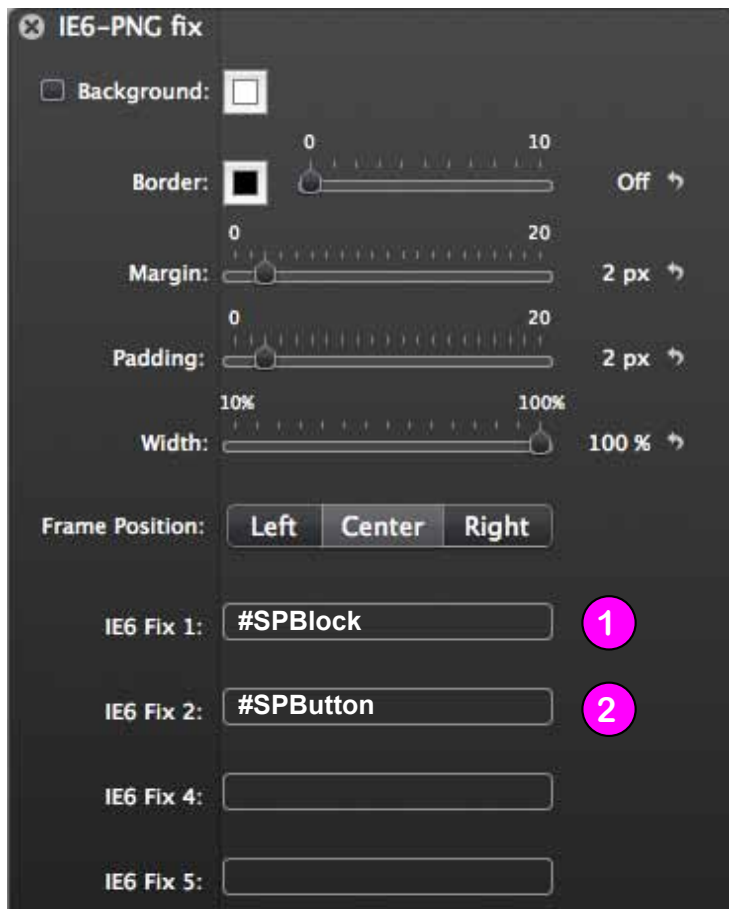 IE6-PNG fix
Background:
0 10
Border: Off
0 20
Margin: 2 px
0 20
Padding: 2 px
10% 100%
Width: 100 %
Frame Position: Left Center Right
IE6 Fix 1: #SPBlock 1
IE6 Fix 2: #SPButton 2
IE6 Fix 4:
IE6 Fix 5: